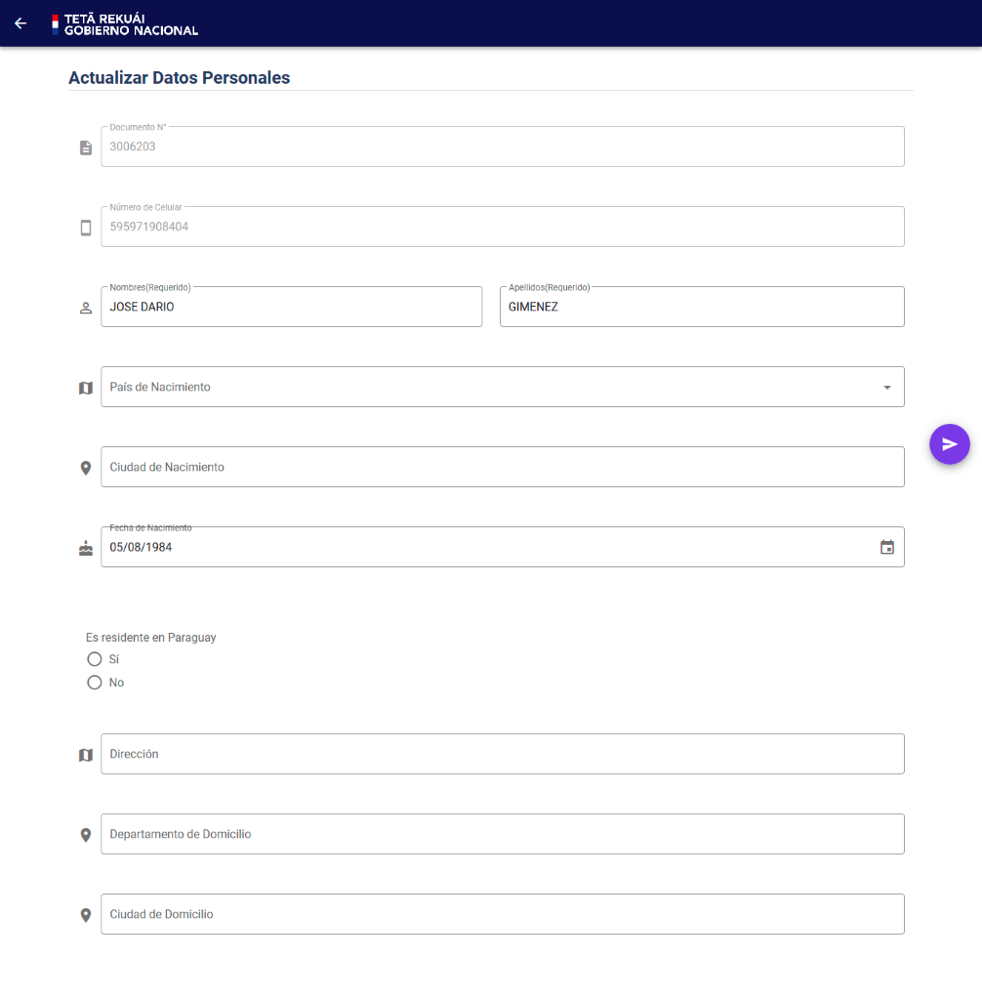 TETÃ REKUÁI
GOBIERNO NACIONAL
Actualizar Datos Personales
Documento N°
3006203
Número de Celular
595971908404
Nombres(Requerido) Apellidos(Requerido)
JOSE DARIO GIMENEZ
País de Nacimiento
Ciudad de Nacimiento
Fecha de Nacimiento
05/08/1984
Es residente en Paraguay
Sí
No
Dirección
Departamento de Domicilio
Ciudad de Domicilio